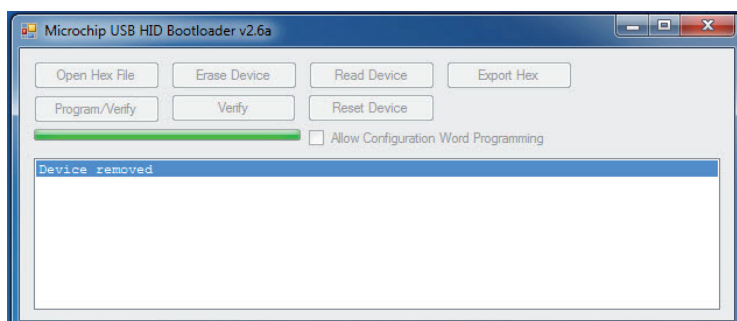 Microchip USB HID Bootloader v2.6a
Open Hex File Erase Device Read Device Export Hex
Program/Verify Verify Reset Device
Allow Configuration Word Programming
Device removed